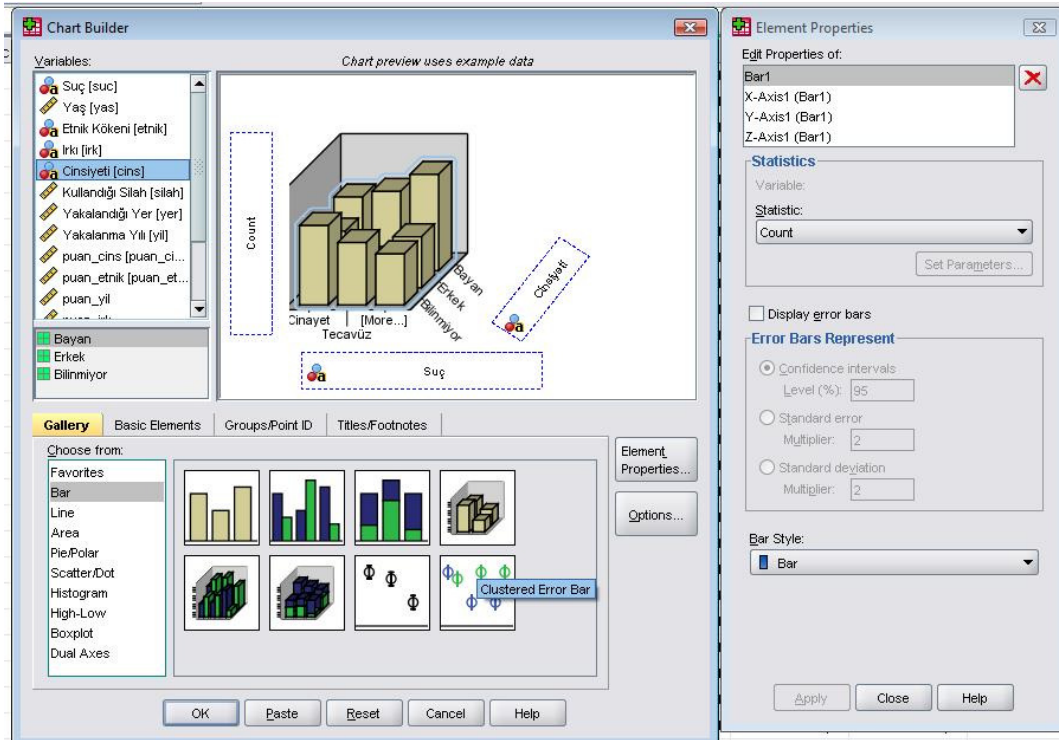 Chart Builder
Variables:
Chart preview uses example data
Suç [suc]
Yaş [yas]
Etnik Kökeni [etnik]
Irkı [irk]
Cinsiyeti [cins]
Kullandığı Silah [silah]
Yakalandığı Yer [yer]
Yakalanma Yılı [yil]
puan_cins [puan_ci...
puan_etnik [puan_et...
puan_yil
Bayan
Erkek
Bilinmiyor
Count
Cinayet
[More...]
Tecavüz
Bayan
Erkek
Bilinmiyor
Cinsiyeti
Suç
Gallery
Basic Elements
Groups/Point ID
Titles/Footnotes
Choose from:
Favorites
Bar
Line
Area
Pie/Polar
Scatter/Dot
Histogram
High-Low
Boxplot
Dual Axes
Clustered Error Bar
Element
Properties...
Options...
OK
Paste
Reset
Cancel
Help
Element Properties
Edit Properties of:
Bar1
X-Axis1 (Bar1)
Y-Axis1 (Bar1)
Z-Axis1 (Bar1)
Statistics
Variable:
Statistic:
Count
Set Parameters...
Display error bars
Error Bars Represent
Confidence intervals
Level (%): 95
Standard error
Multiplier: 2
Standard deviation
Multiplier: 2
Bar Style:
Bar
Apply
Close
Help